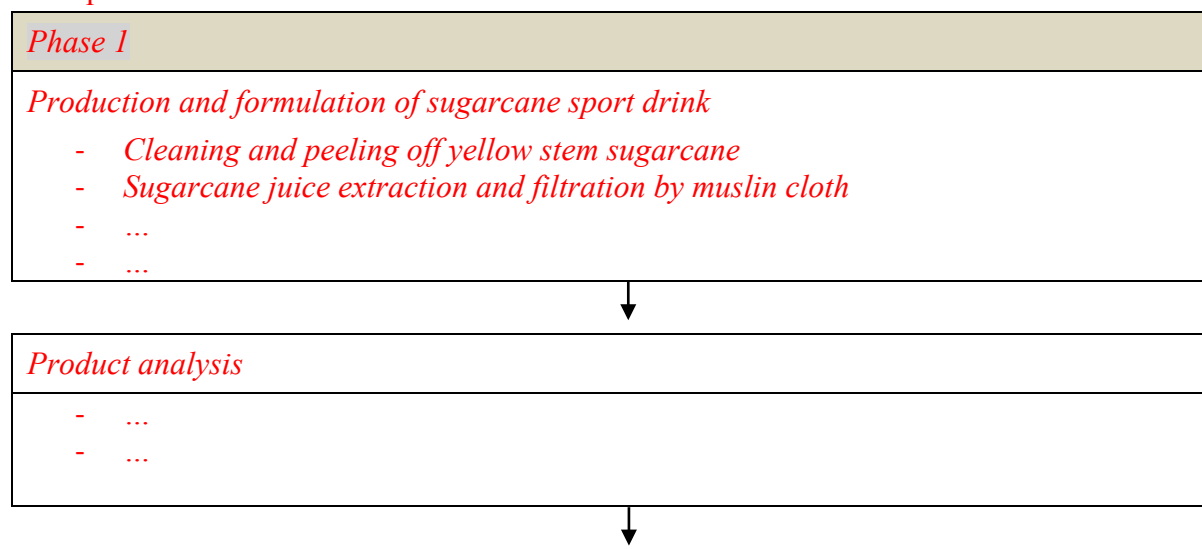 Phase 1
Production and formulation of sugarcane sport drink
- Cleaning and peeling off yellow stem sugarcane
- Sugarcane juice extraction and filtration by muslin cloth
- …
- …
Product analysis
- …
- …